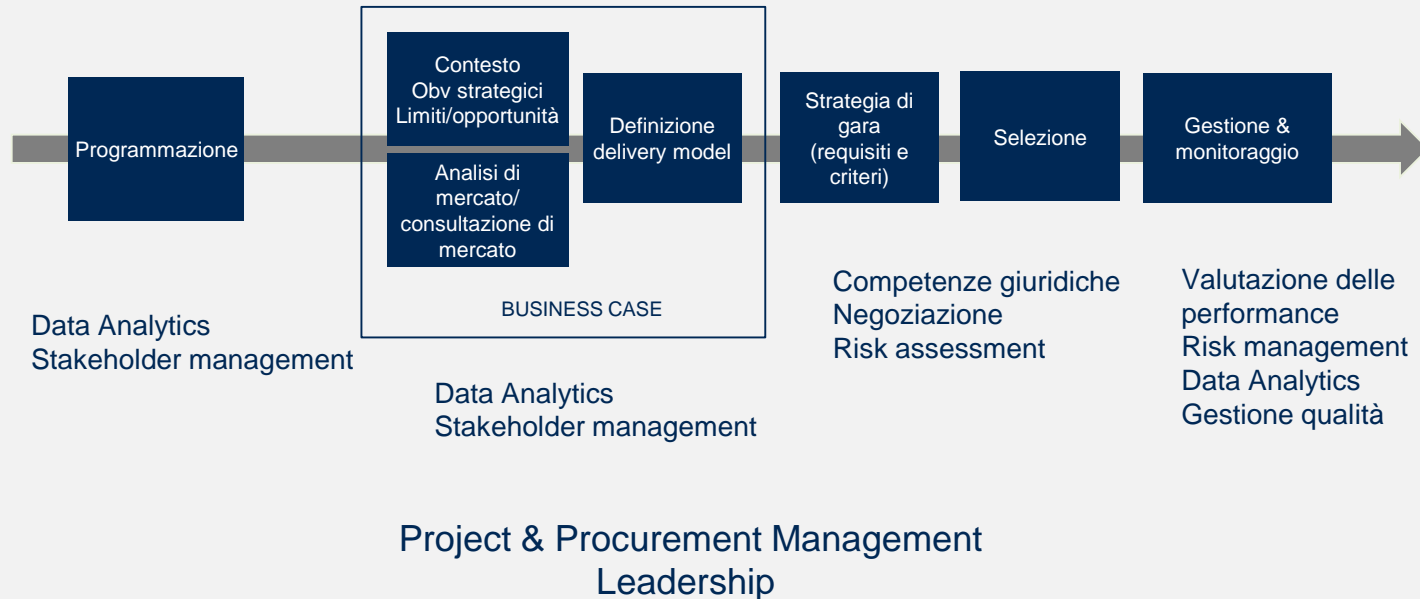 Programmazione
Contesto
Obv strategici
Limiti/opportunità
Analisi di
mercato/
consultazione di
mercato
Definizione
delivery model
BUSINESS CASE
Strategia di
gara
(requisiti e
criteri)
Selezione
Gestione &
monitoraggio
Data Analytics
Stakeholder management
Data Analytics
Stakeholder management
Competenze giuridiche
Negoziazione
Risk assessment
Valutazione delle
performance
Risk management
Data Analytics
Gestione qualità
Project & Procurement Management
Leadership